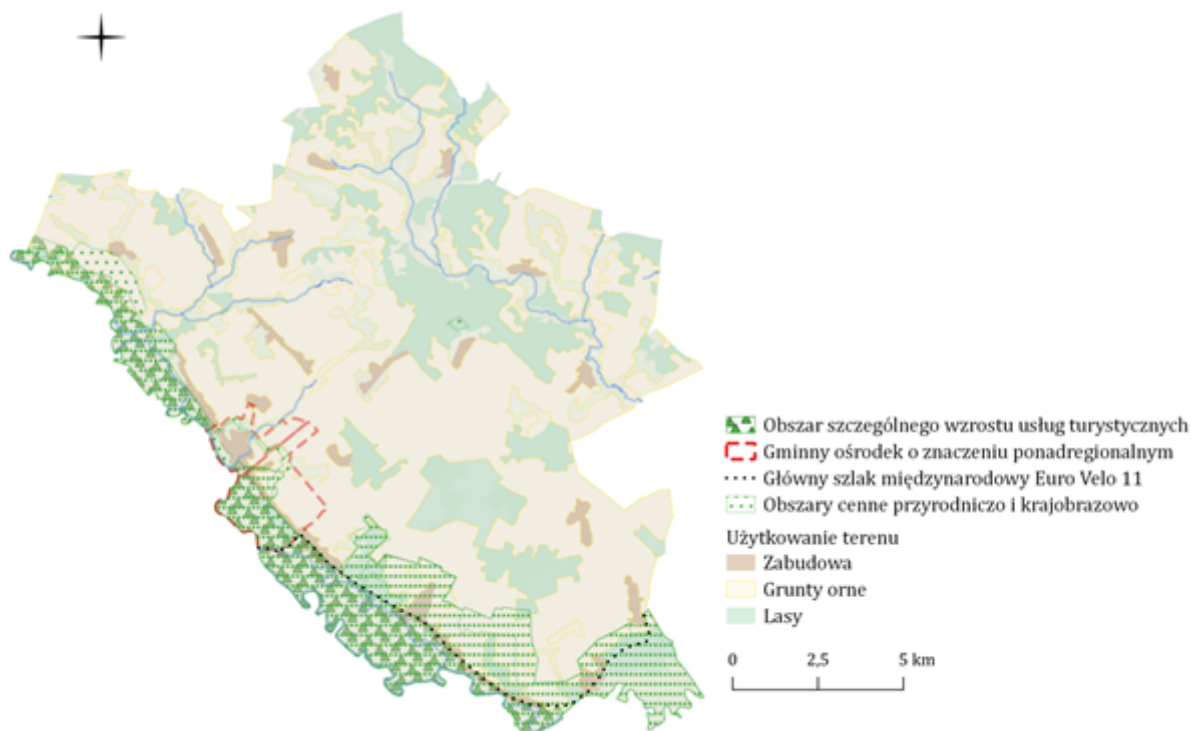 Obszar szczególnego wzrostu usług turystycznych
Gminny ośrodek o znaczeniu ponadregionalnym
Główny szlak międzynarodowy Euro Velo 11
Obszary cenne przyrodniczo i krajobrazowo
Użytkowanie terenu
Zabudowa
Grunty orne
Lasy
0 2,5 5 km